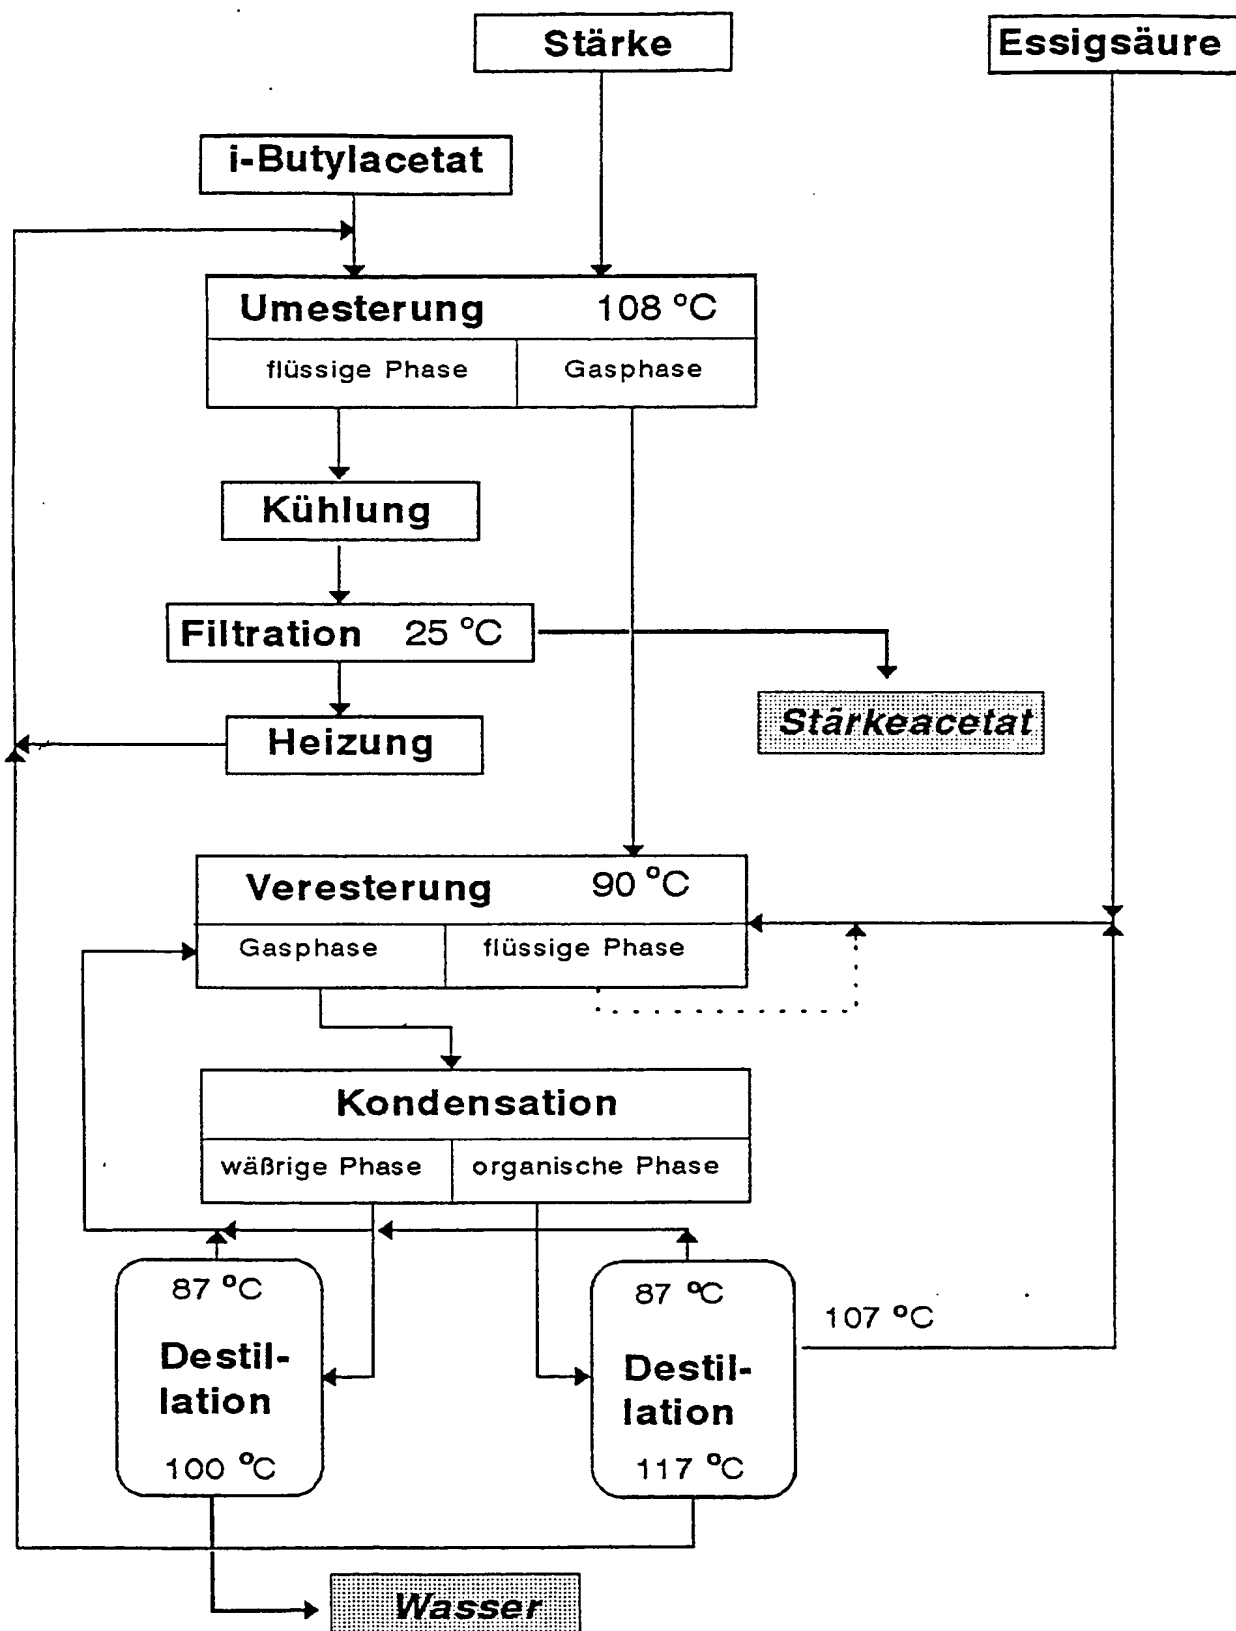 Stärke
Essigsäure
i-Butylacetat
Umesterung 108 °C
flüssige Phase Gasphase
Kühlung
Filtration 25 °C
Stärkeacetat
Heizung
Veresterung 90 °C
Gasphase flüssige Phase
Kondensation
wäßrige Phase organische Phase
87 °C
Destil-
lation
100 °C
87 °C
Destil-
lation
117 °C
107 °C
Wasser